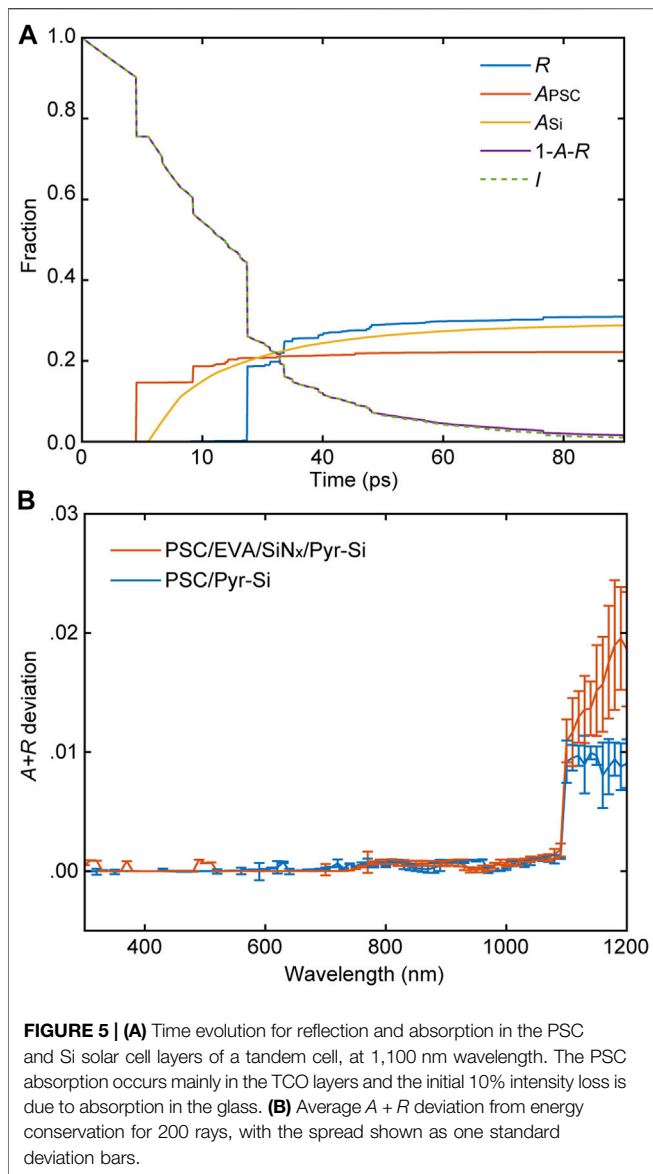 A
1.0
0.8
0.6
0.4
0.2
0.0
Fraction
R
APSC
ASi
1-A-R
I
0
10
40
60
80
Time (ps)
B
.03
.02
.01
.00
A+R deviation
PSC/EVA/SiNx/Pyr-Si
PSC/Pyr-Si
400
600
800
1000
1200
Wavelength (nm)
FIGURE 5 | (A) Time evolution for reflection and absorption in the PSC
and Si solar cell layers of a tandem cell, at 1,100 nm wavelength. The PSC
absorption occurs mainly in the TCO layers and the initial 10% intensity loss is
due to absorption in the glass. (B) Average A + R deviation from energy
conservation for 200 rays, with the spread shown as one standard
deviation bars.